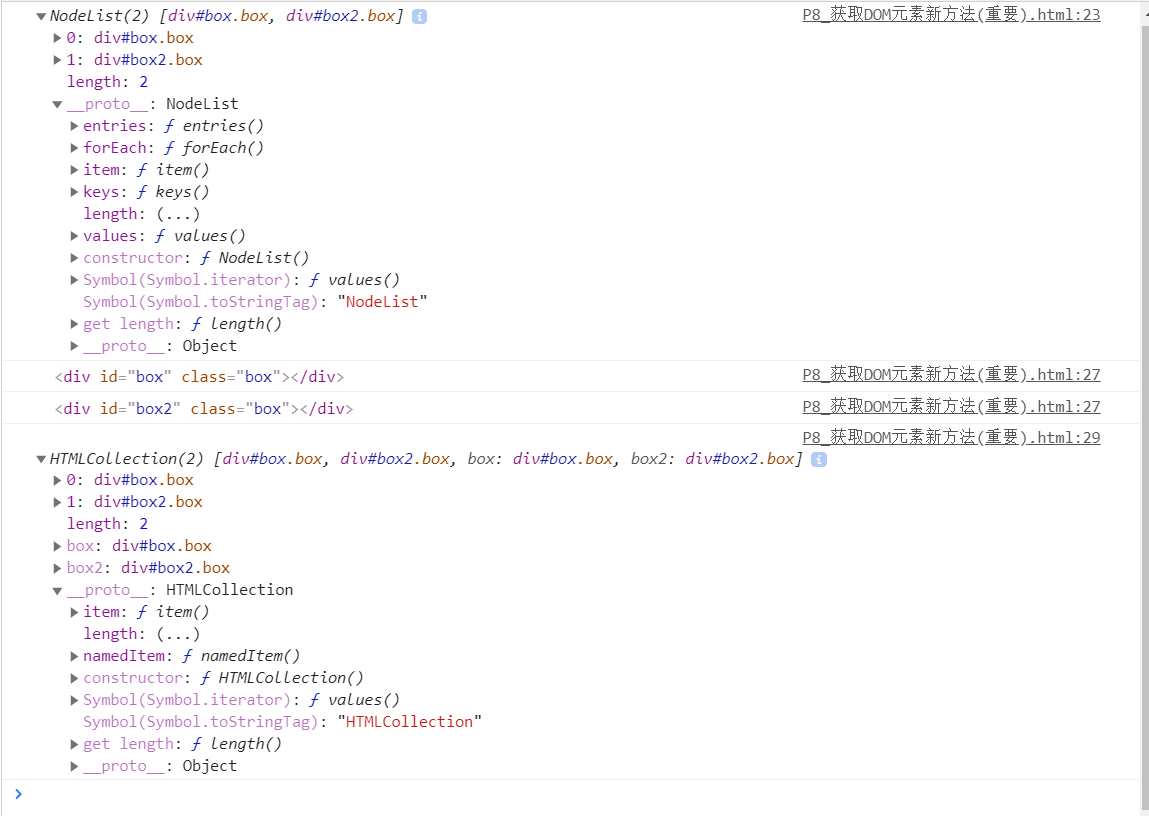 ▼NodeList(2) [div#box.box, div#box2.box] i P8_获取DOM元素新方法(重要).html:23
▶0: div#box.box
▶1: div#box2.box
length: 2
▼__proto__: NodeList
▶entries: ƒ entries()
▶forEach: ƒ forEach()
▶item: ƒ item()
▶keys: ƒ keys()
length: (...)
▶values: ƒ values()
▶constructor: ƒ NodeList()
▶Symbol(Symbol.iterator): ƒ values()
Symbol(Symbol.toStringTag): "NodeList"
▶get length: ƒ length()
▶__proto__: Object
<div id="box" class="box"></div> P8_获取DOM元素新方法(重要).html:27
<div id="box2" class="box"></div> P8_获取DOM元素新方法(重要).html:27
P8_获取DOM元素新方法(重要).html:29
▼HTMLCollection(2) [div#box.box, div#box2.box, box: div#box.box, box2: div#box2.box] i
▶0: div#box.box
▶1: div#box2.box
length: 2
▶box: div#box.box
▶box2: div#box2.box
▼__proto__: HTMLCollection
▶item: ƒ item()
length: (...)
▶namedItem: ƒ namedItem()
▶constructor: ƒ HTMLCollection()
▶Symbol(Symbol.iterator): ƒ values()
Symbol(Symbol.toStringTag): "HTMLCollection"
▶get length: ƒ length()
▶__proto__: Object